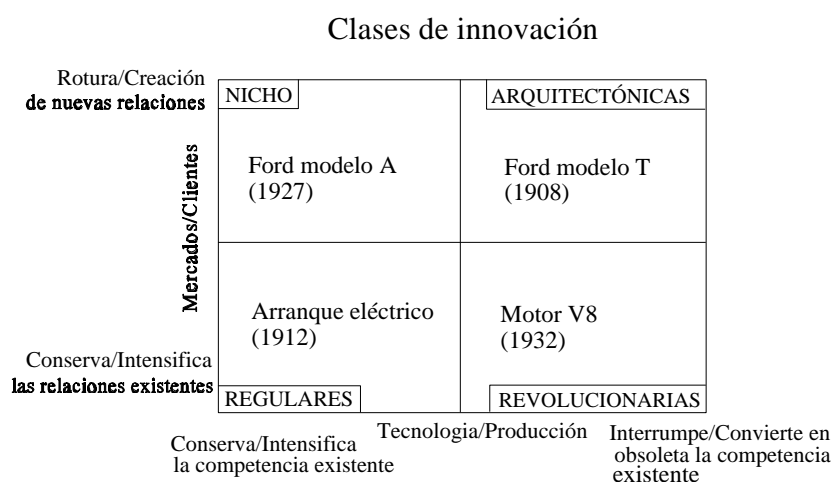 Clases de innovación
Rotura/Creación
de nuevas relaciones
NICHO
ARQUITECTÓNICAS
Mercados/Clientes
Ford modelo A
(1927)
Ford modelo T
(1908)
Arranque eléctrico
(1912)
Motor V8
(1932)
Conserva/Intensifica
las relaciones existentes
REGULARES
REVOLUCIONARIAS
Conserva/Intensifica
la competencia existente
Tecnologia/Producción
Interrumpe/Convierte en
obsoleta la competencia
existente